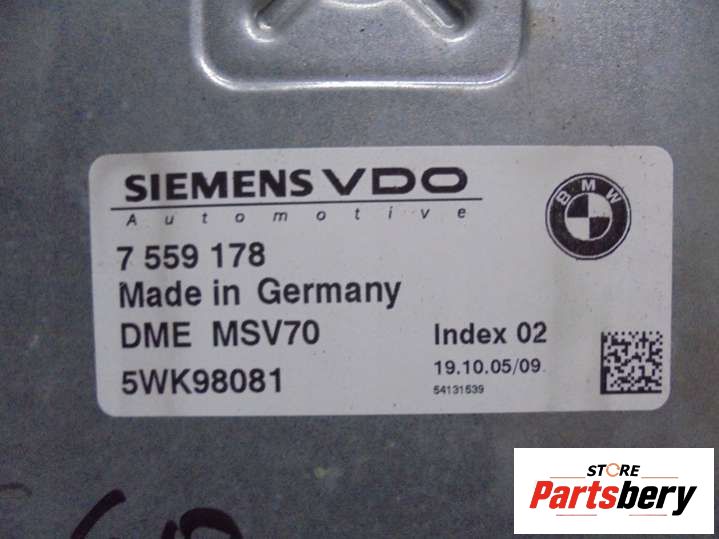 SIEMENS VDO
Automotive
BMW
7 559 178
Made in Germany
DME MSV70 Index 02
5WK98081 19.10.05/09
54131539
STORE
Partsbery